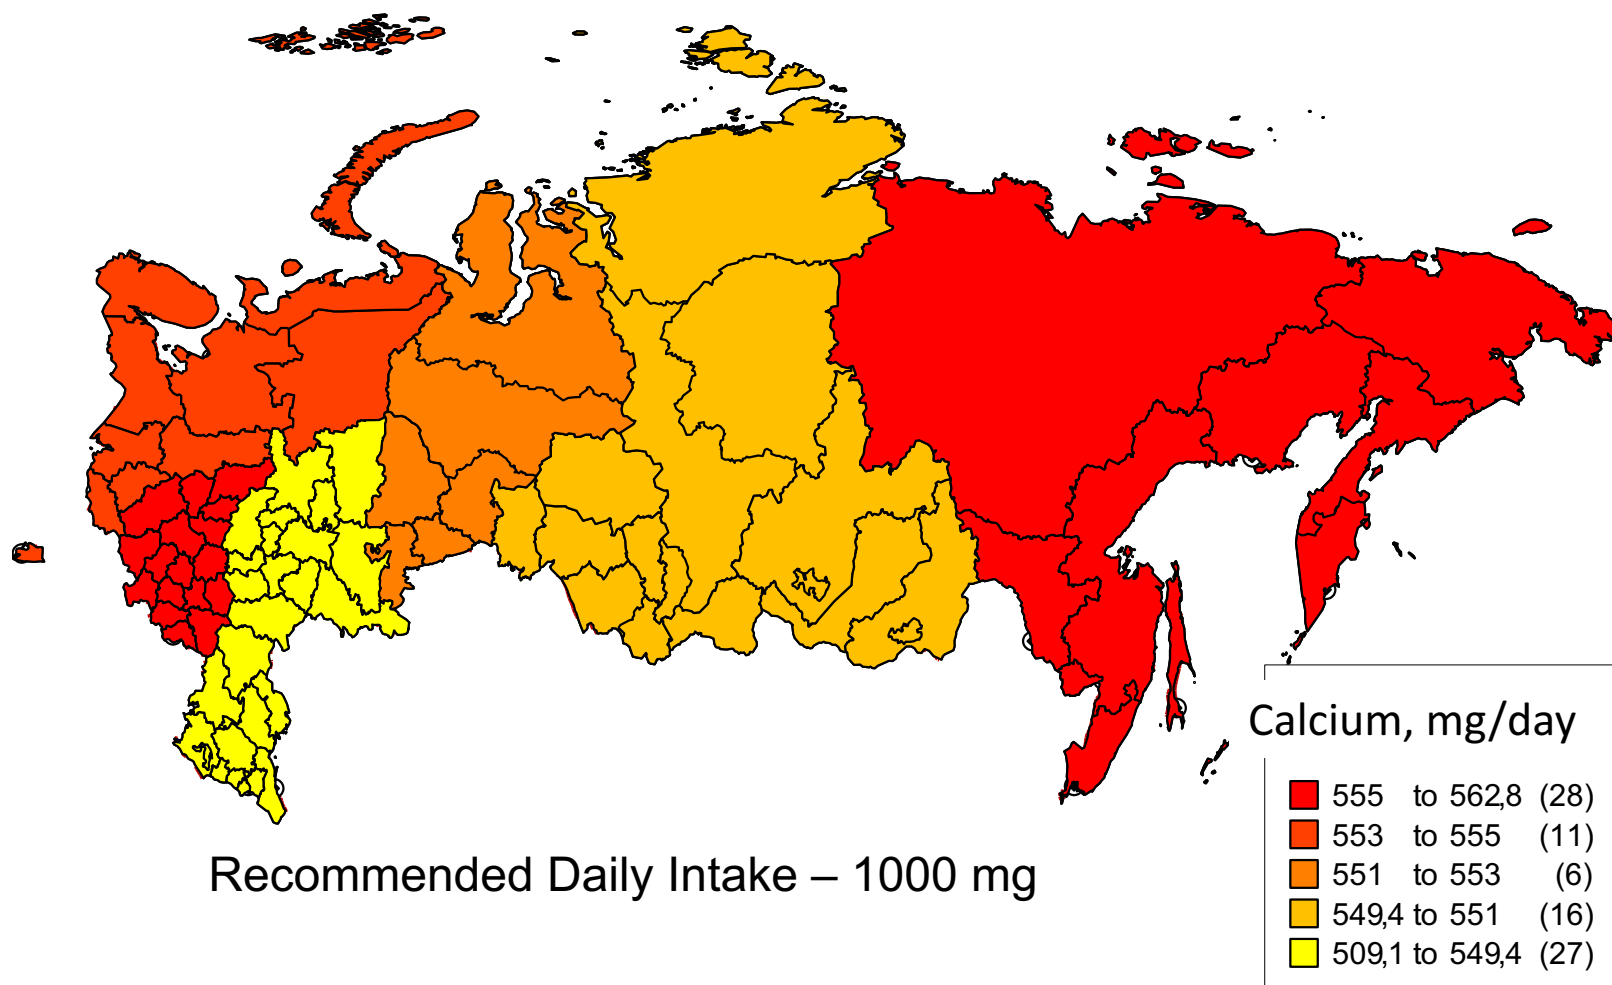 Calcium, mg/day
555 to 562,8 (28)
553 to 555 (11)
551 to 553 (6)
549,4 to 551 (16)
509,1 to 549,4 (27)
Recommended Daily Intake – 1000 mg